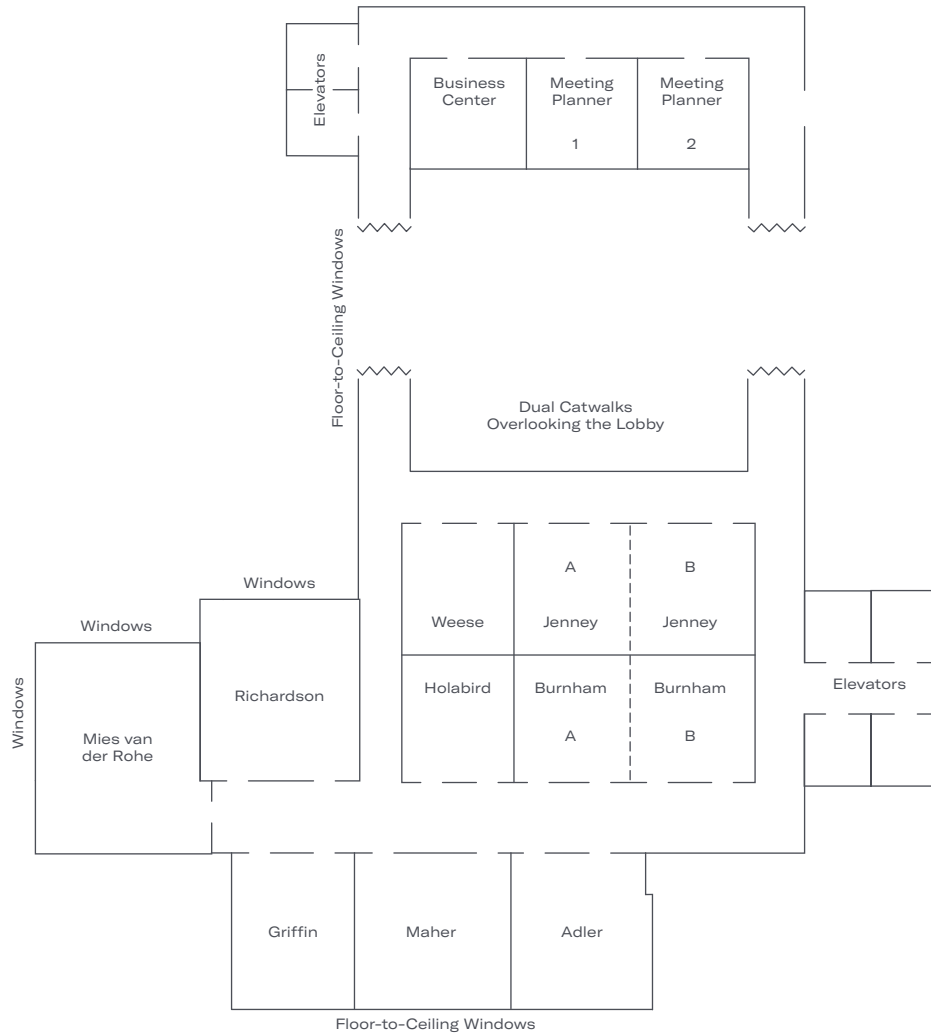 Elevators
Business
Center
Meeting
Planner
1
Meeting
Planner
2
Floor-to-Ceiling Windows
Dual Catwalks
Overlooking the Lobby
A
B
Weese
Jenney
Jenney
Windows
Windows
Windows
Richardson
Mies van
der Rohe
Holabird
Burnham
Burnham
A
B
Elevators
Griffin
Maher
Adler
Floor-to-Ceiling Windows